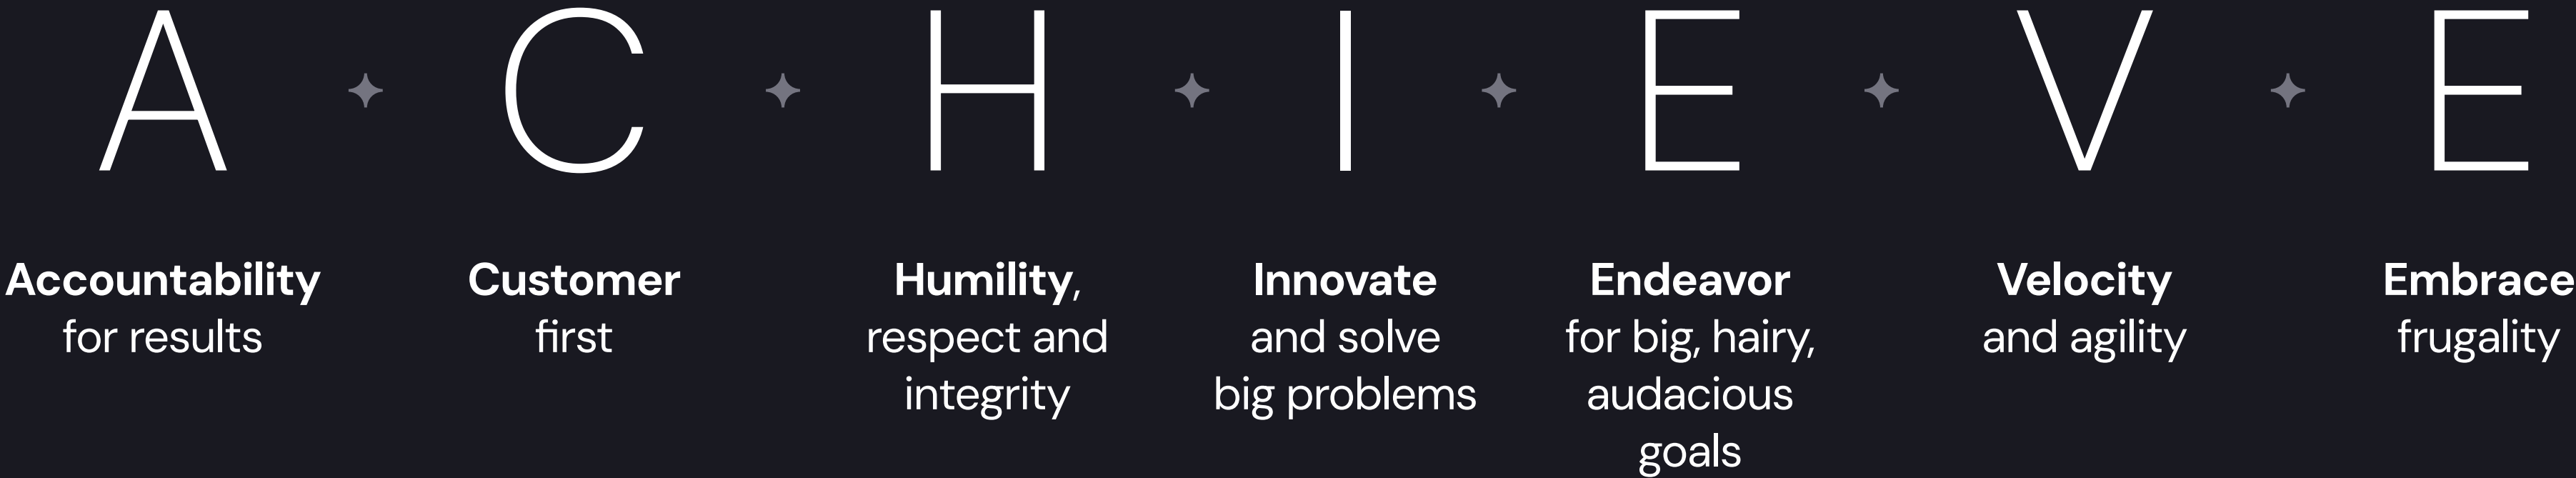 A C H I E V E
Accountability
for results
Customer
first
Humility,
respect and
integrity
Innovate
and solve
big problems
Endeavor
for big, hairy,
audacious
goals
Velocity
and agility
Embrace
frugality